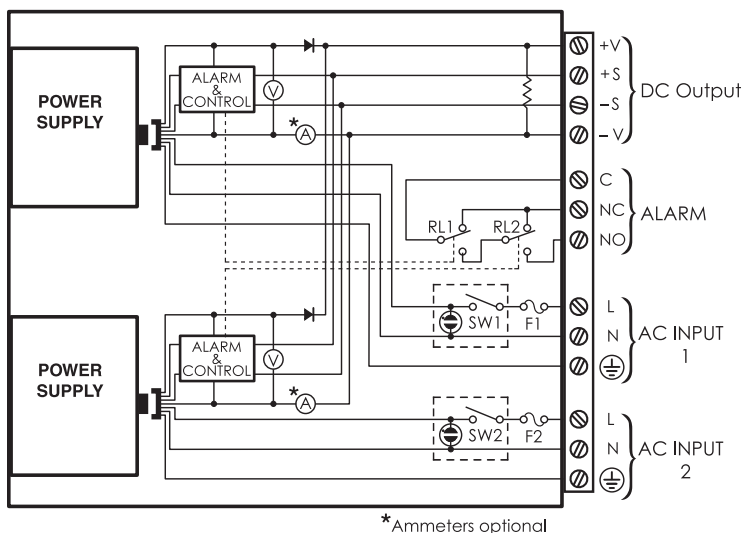 POWER
SUPPLY
ALARM
&
CONTROL
V
*
A
+V
+S
−S
−V
DC Output
C
NC
NO
ALARM
RL1
RL2
SW1
F1
L
N
AC INPUT
1
POWER
SUPPLY
ALARM
&
CONTROL
V
*
A
SW2
F2
L
N
AC INPUT
2
*Ammeters optional